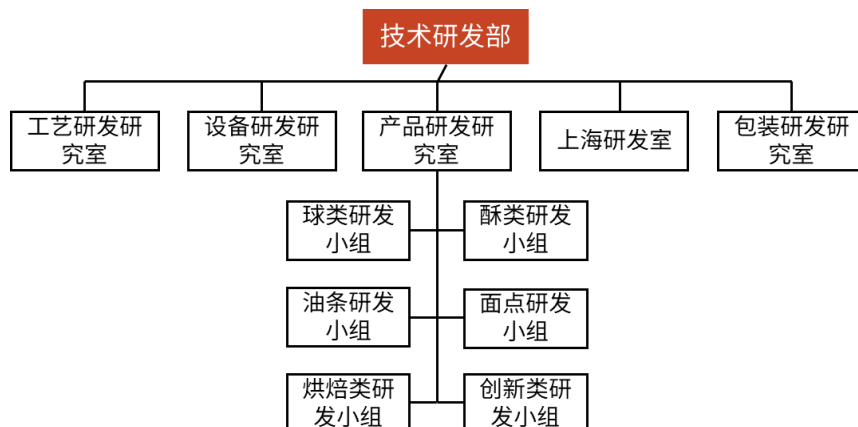 技术研发部
工艺研发研
究室
设备研发研
究室
产品研发研
究室
上海研发室
包装研发研
究室
球类研发
小组
酥类研发
小组
油条研发
小组
面点研发
小组
烘焙类研
发小组
创新类研
发小组